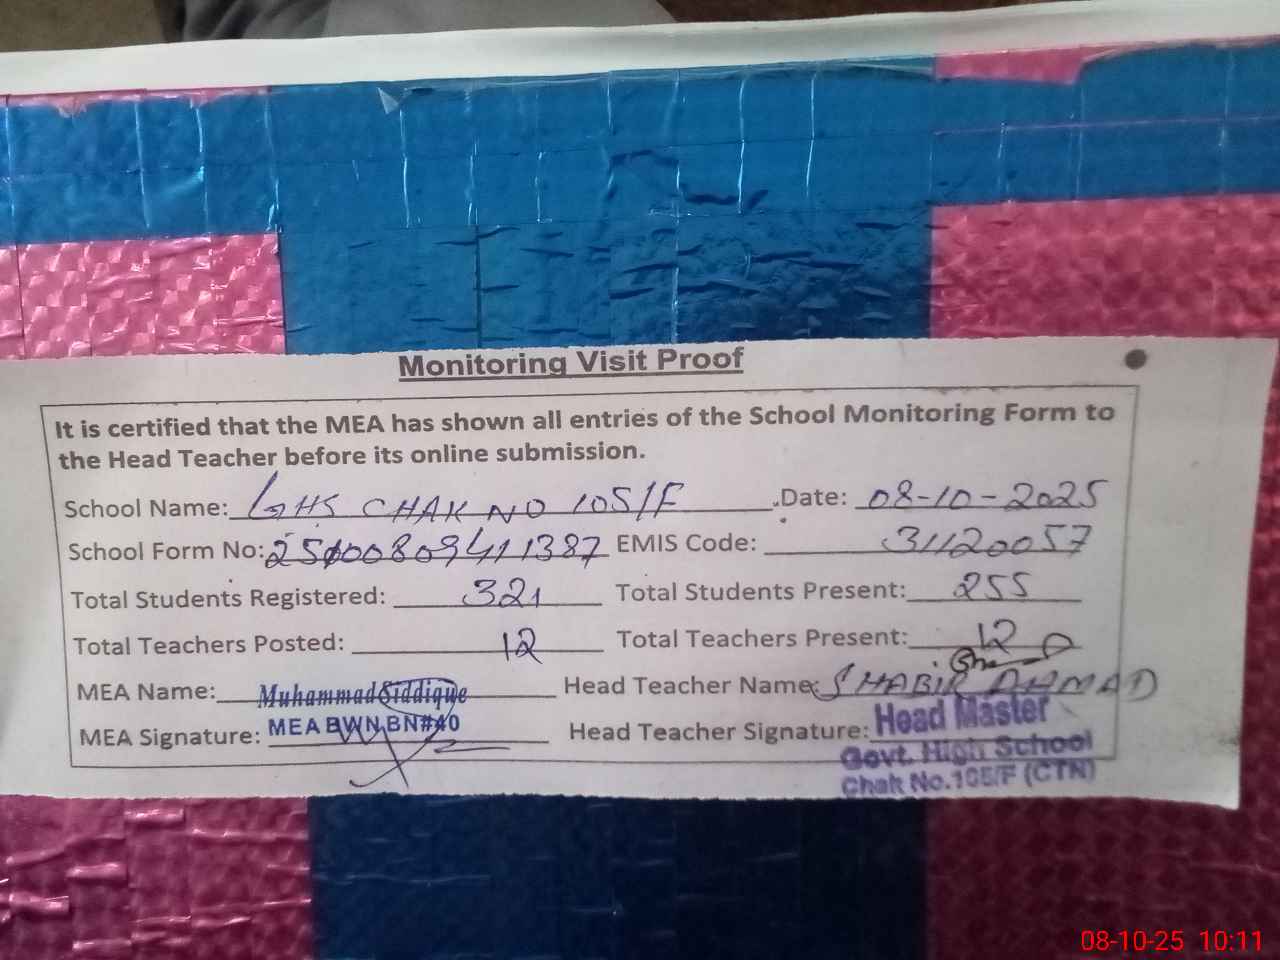 Monitoring Visit Proof
It is certified that the MEA has shown all entries of the School Monitoring Form to
the Head Teacher before its online submission.
School Name: GHS CHAK NO 105/F Date: 08-10-2025
School Form No: 25100809411387 EMIS Code: 31120057
Total Students Registered: 321 Total Students Present: 255
Total Teachers Posted: 12 Total Teachers Present: 12
MEA Name: Muhammad Siddique Head Teacher Name: SHABIR AHMAD
MEA Signature: MEA BWN BN#40 Head Teacher Signature: Head Master
Govt. High School
Chak No.105/F (CTN)
08-10-25 10:11